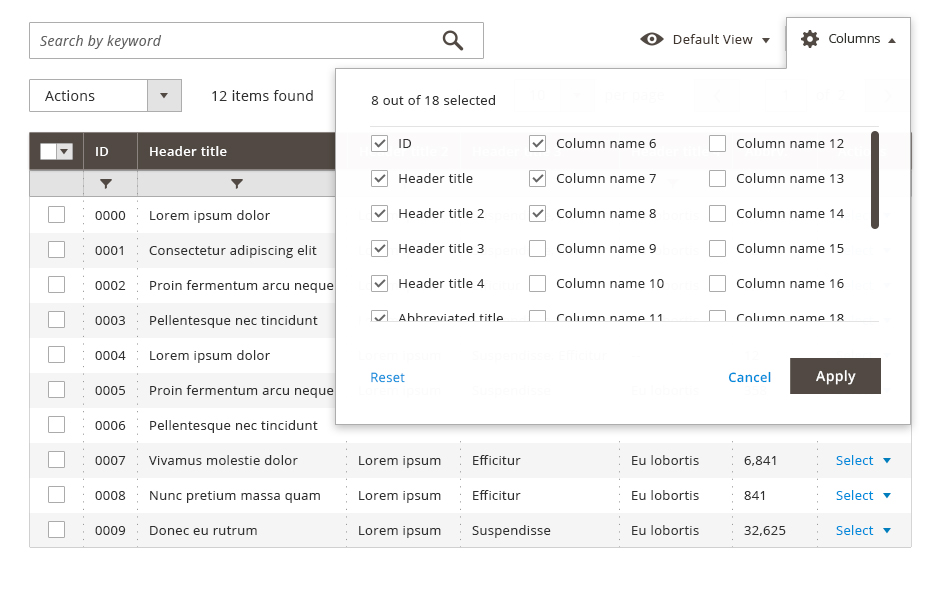 Search by keyword
Default View
Columns
Actions
12 items found
8 out of 18 selected
ID Column name 6 Column name 12
Header title Column name 7 Column name 13
Header title 2 Column name 8 Column name 14
Header title 3 Column name 9 Column name 15
Header title 4 Column name 10 Column name 16
Abbreviated title Column name 11 Column name 18
Reset Cancel Apply
ID Header title
0000 Lorem ipsum dolor
0001 Consectetur adipiscing elit
0002 Proin fermentum arcu neque
0003 Pellentesque nec tincidunt
0004 Lorem ipsum dolor
0005 Proin fermentum arcu neque
0006 Pellentesque nec tincidunt
0007 Vivamus molestie dolor Lorem ipsum Efficitur Eu lobortis 6,841 Select
0008 Nunc pretium massa quam Lorem ipsum Efficitur Eu lobortis 841 Select
0009 Donec eu rutrum Lorem ipsum Suspendisse Eu lobortis 32,625 Select